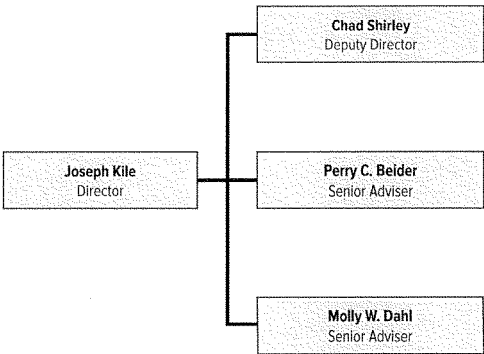 Chad Shirley
Deputy Director
Joseph Kile
Director
Perry C. Beider
Senior Adviser
Molly W. Dahl
Senior Adviser